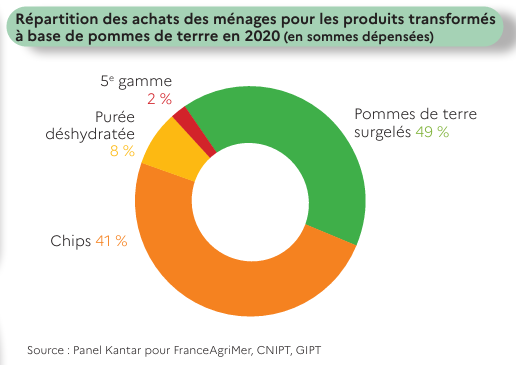 Répartition des achats des ménages pour les produits transformés
à base de pommes de terrre en 2020 (en sommes dépensées)
5e gamme
2 %
Purée
déshydratée
8 %
Pommes de terre
surgelés 49 %
Chips 41 %
Source : Panel Kantar pour FranceAgriMer, CNIPT, GIPT